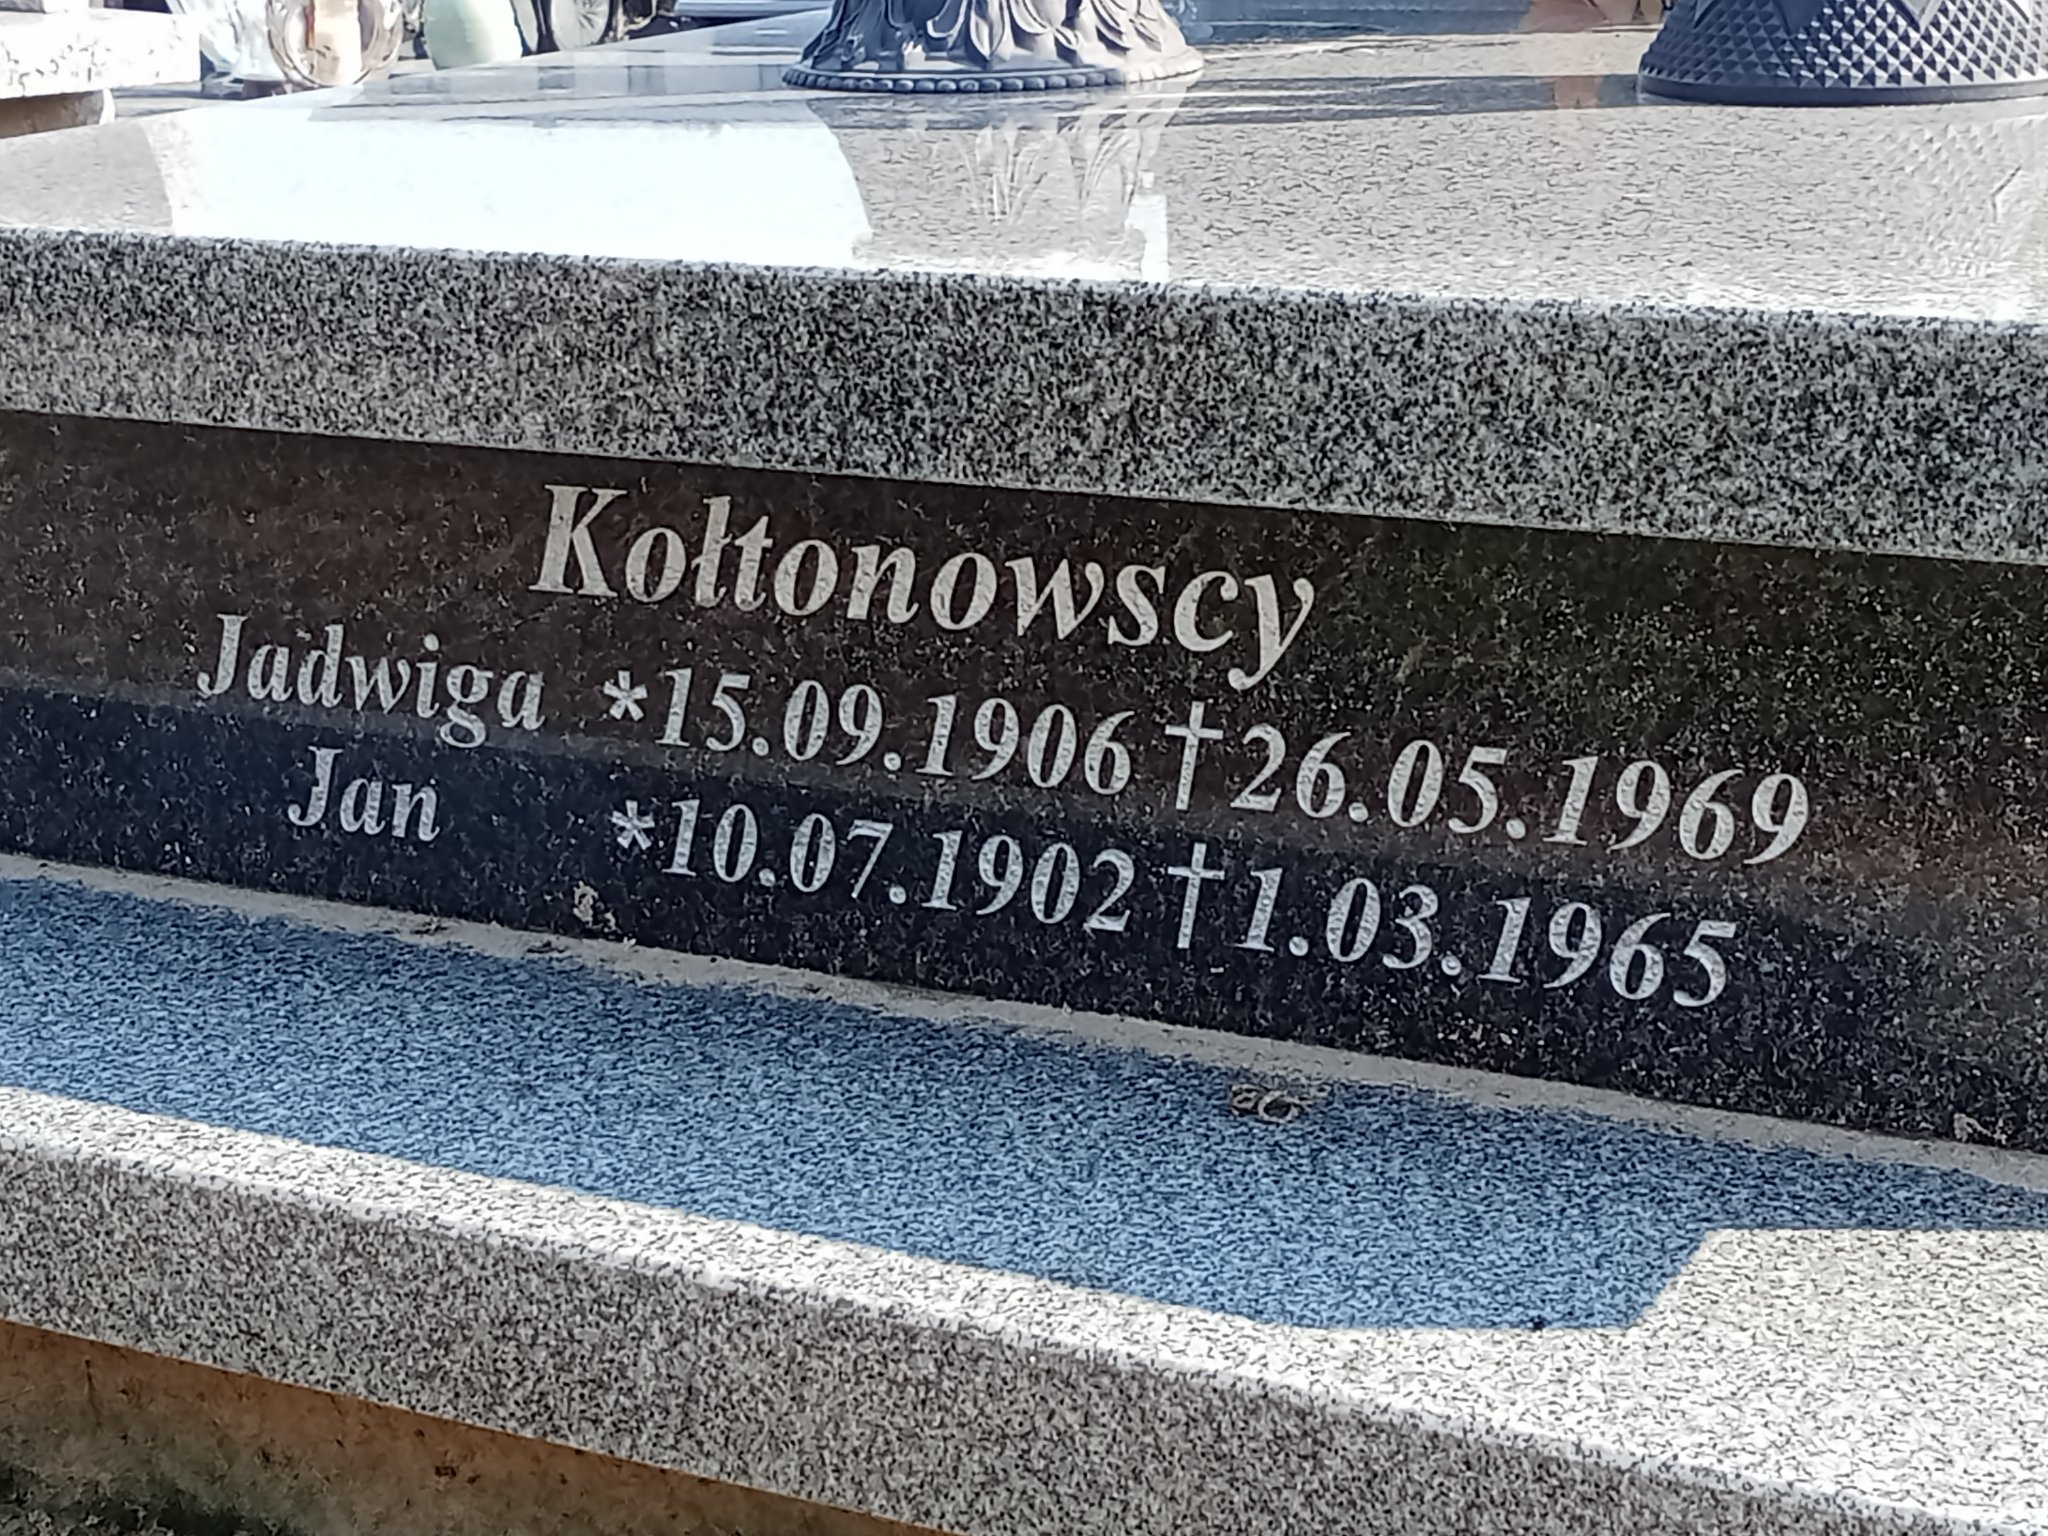 Kołtonowscy
Jadwiga *15.09.1906 †26.05.1969
Jan *10.07.1902 †1.03.1965